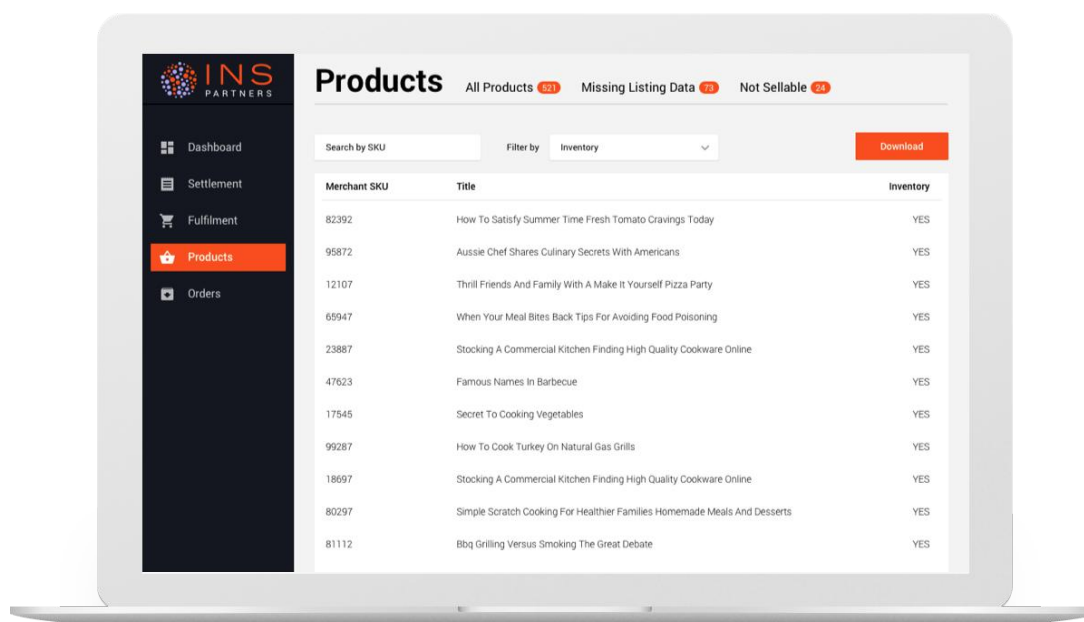 INS
PARTNERS
Dashboard
Settlement
Fulfilment
Products
Orders
Products All Products 521 Missing Listing Data 73 Not Sellable 24
Search by SKU Filter by Inventory Download
Merchant SKU Title Inventory
82392 How To Satisfy Summer Time Fresh Tomato Cravings Today YES
95872 Aussie Chef Shares Culinary Secrets With Americans YES
12107 Thrill Friends And Family With A Make It Yourself Pizza Party YES
65947 When Your Meal Bites Back Tips For Avoiding Food Poisoning YES
23887 Stocking A Commercial Kitchen Finding High Quality Cookware Online YES
47623 Famous Names In Barbecue YES
17545 Secret To Cooking Vegetables YES
99287 How To Cook Turkey On Natural Gas Grills YES
18697 Stocking A Commercial Kitchen Finding High Quality Cookware Online YES
80297 Simple Scratch Cooking For Healthier Families Homemade Meals And Desserts YES
81112 Bbq Grilling Versus Smoking The Great Debate YES